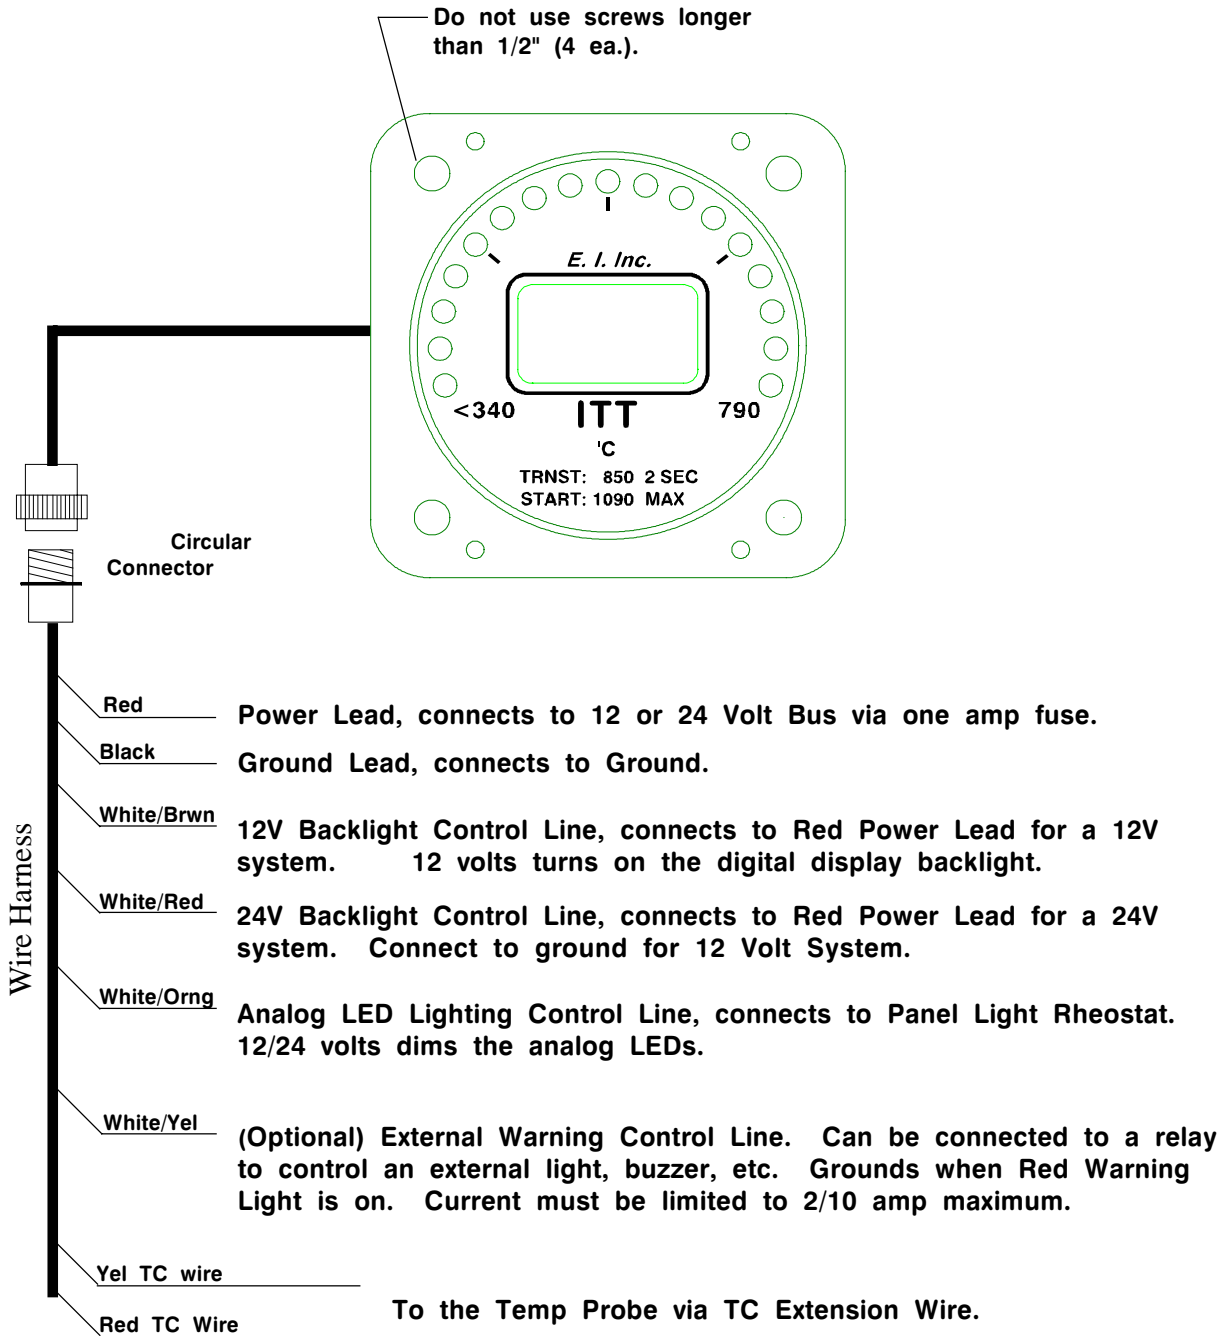 Do not use screws longer
than 1/2" (4 ea.).
E. I. Inc.
<340 ITT 790
'C
TRNST: 850 2 SEC
START: 1090 MAX
Circular
Connector
Wire Harness
Red
Power Lead, connects to 12 or 24 Volt Bus via one amp fuse.
Black
Ground Lead, connects to Ground.
White/Brwn
12V Backlight Control Line, connects to Red Power Lead for a 12V
system. 12 volts turns on the digital display backlight.
White/Red
24V Backlight Control Line, connects to Red Power Lead for a 24V
system. Connect to ground for 12 Volt System.
White/Orng
Analog LED Lighting Control Line, connects to Panel Light Rheostat.
12/24 volts dims the analog LEDs.
White/Yel
(Optional) External Warning Control Line. Can be connected to a relay
to control an external light, buzzer, etc. Grounds when Red Warning
Light is on. Current must be limited to 2/10 amp maximum.
Yel TC wire
To the Temp Probe via TC Extension Wire.
Red TC Wire